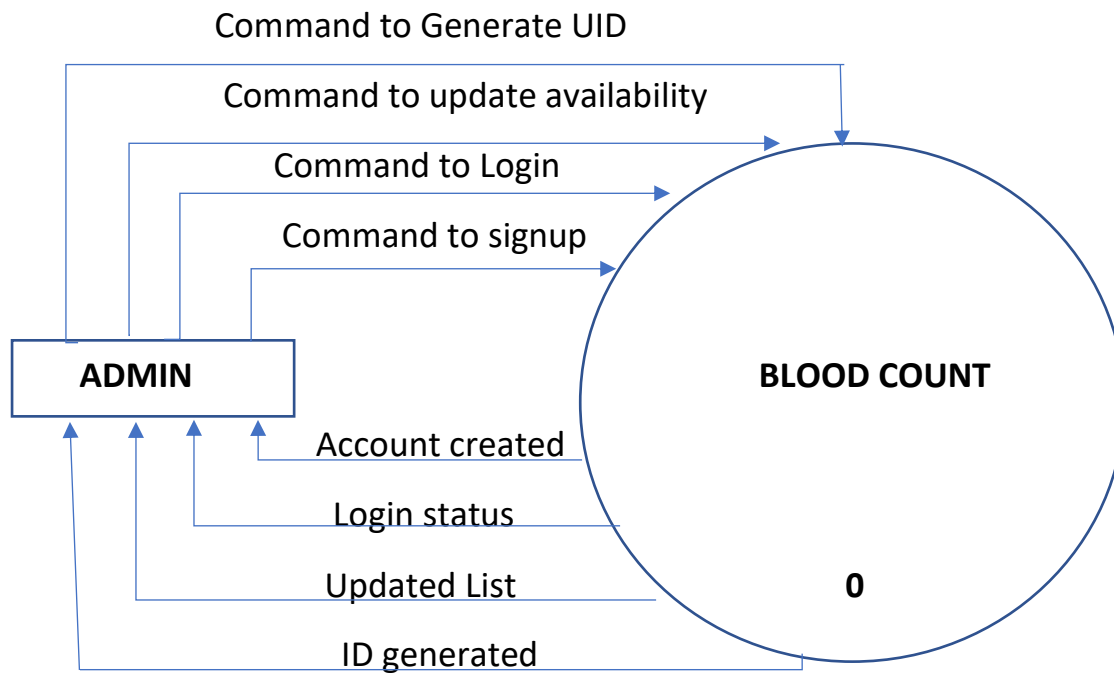 Command to Generate UID
Command to update availability
Command to Login
Command to signup
ADMIN
BLOOD COUNT
Account created
Login status
Updated List
0
ID generated